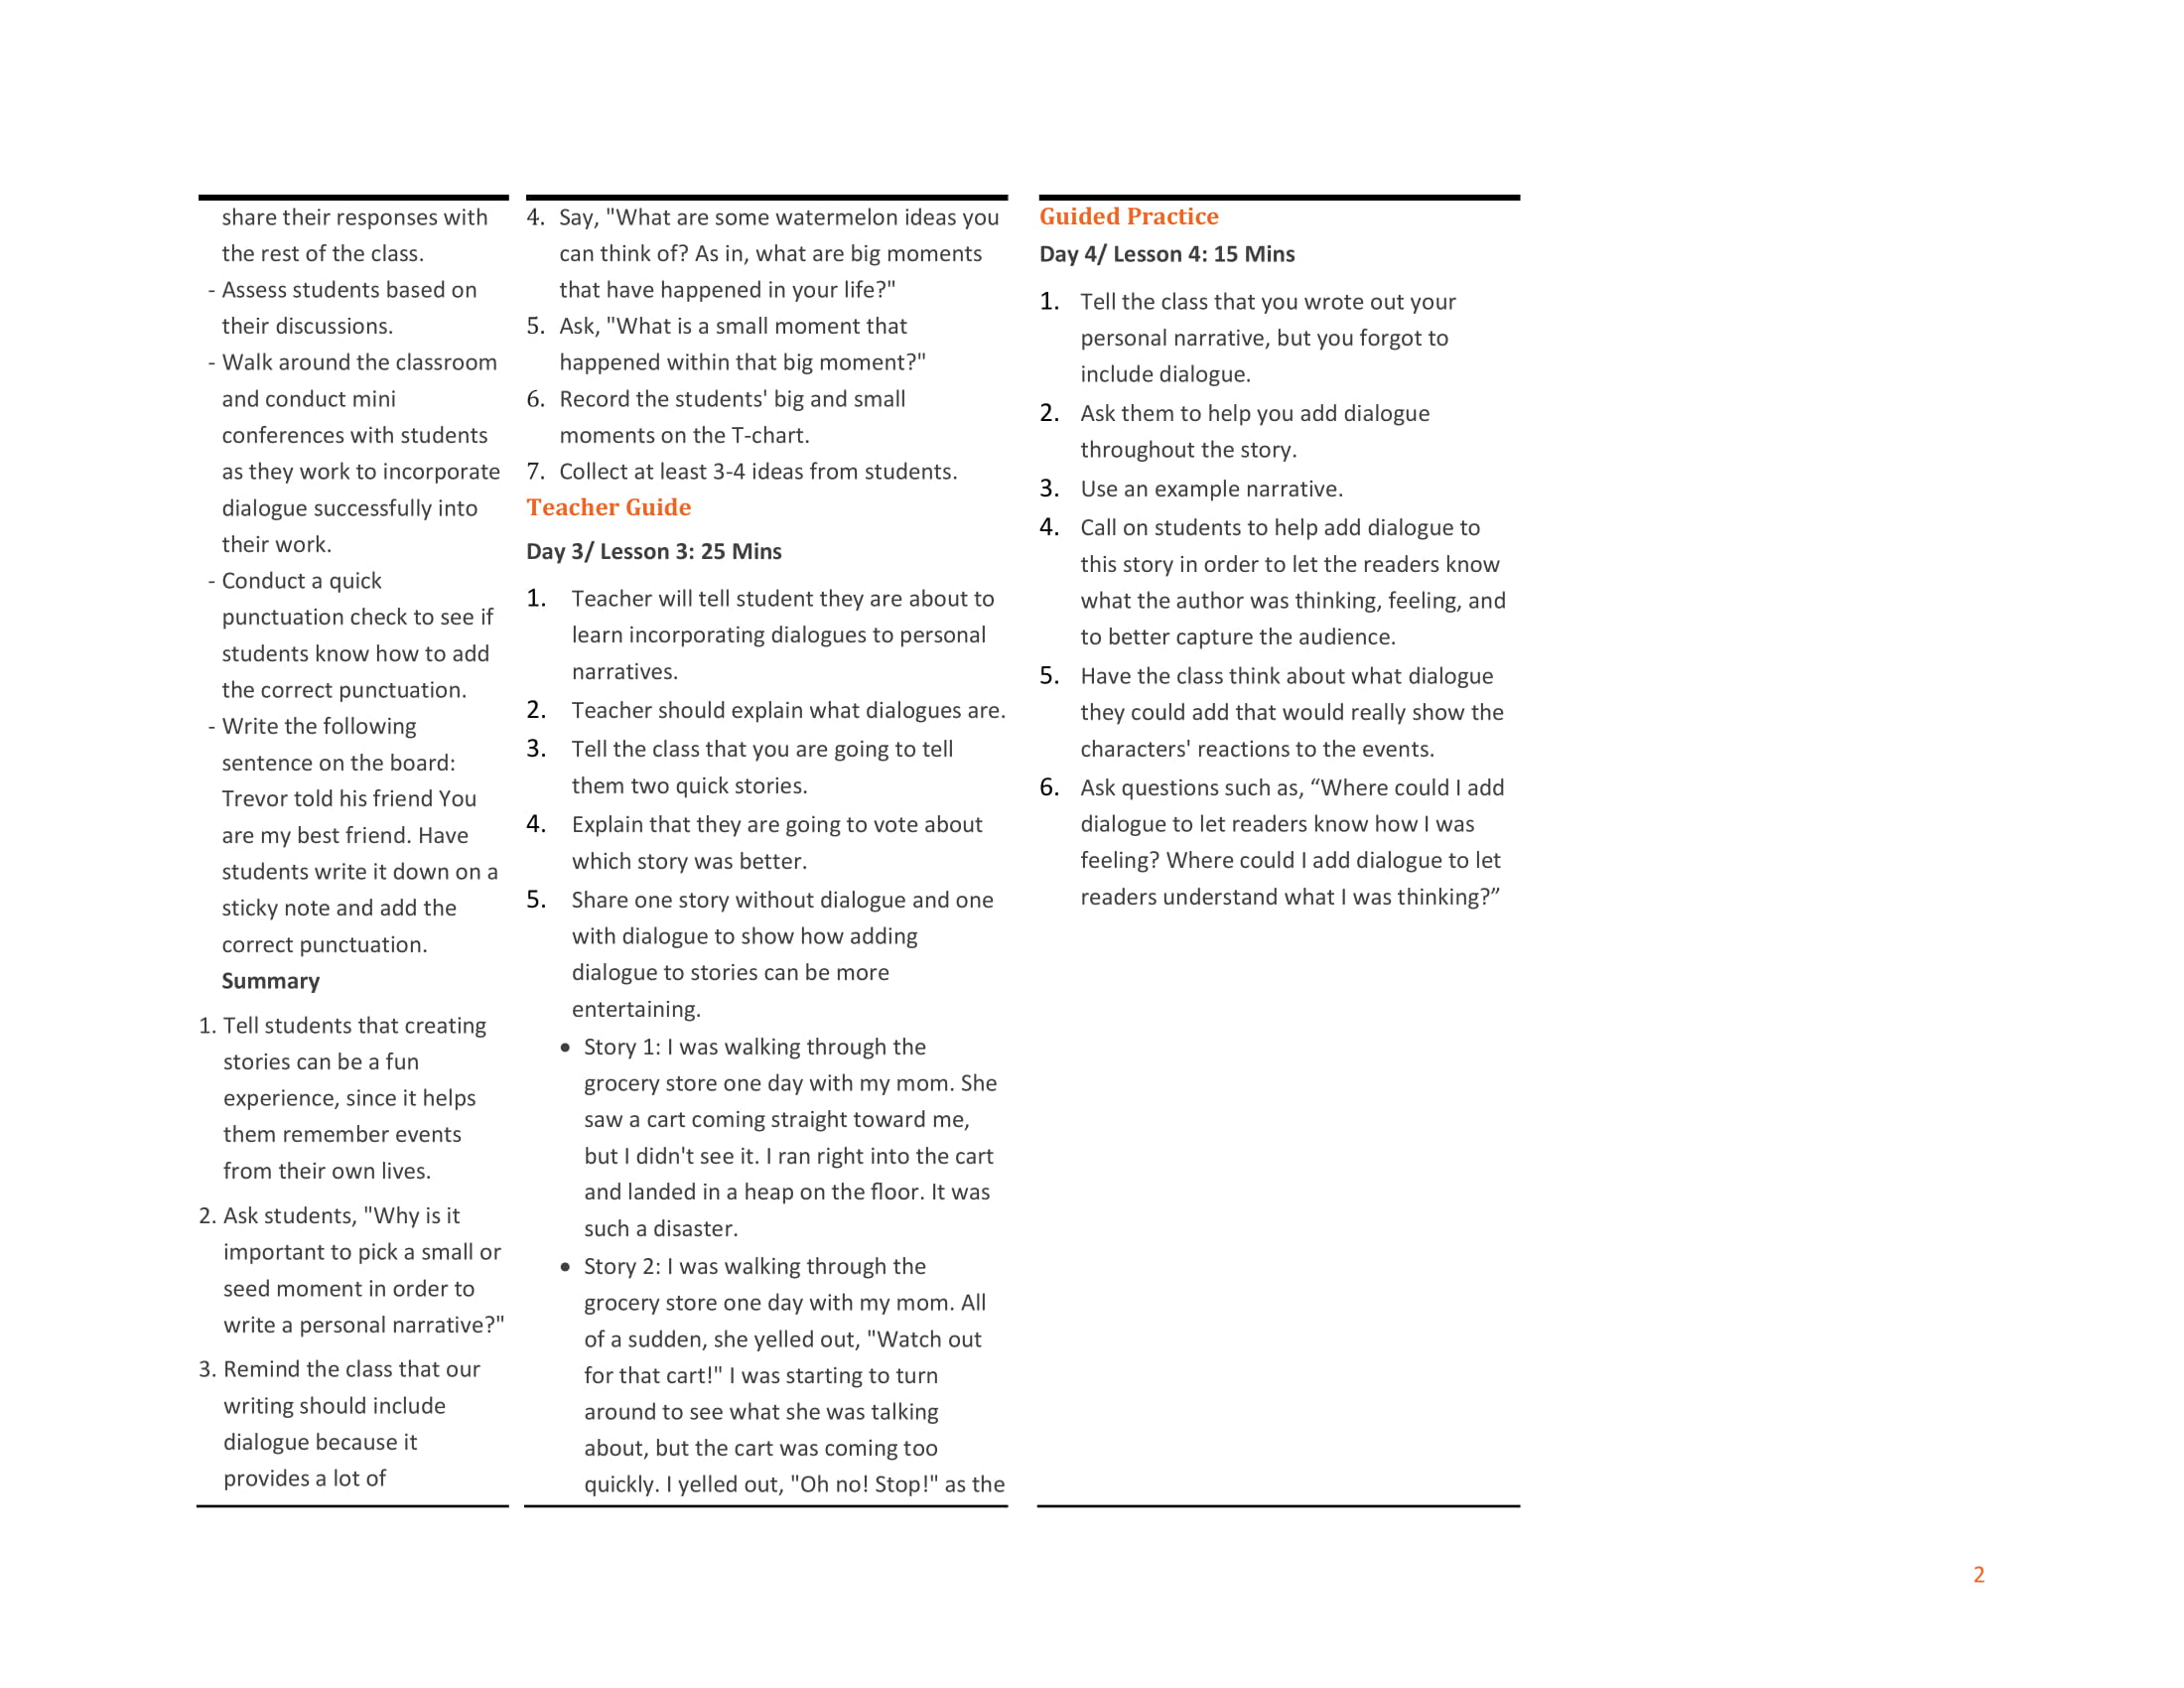 share their responses with
the rest of the class.
- Assess students based on
their discussions.
- Walk around the classroom
and conduct mini
conferences with students
as they work to incorporate
dialogue successfully into
their work.
- Conduct a quick
punctuation check to see if
students know how to add
the correct punctuation.
- Write the following
sentence on the board:
Trevor told his friend You
are my best friend. Have
students write it down on a
sticky note and add the
correct punctuation.
Summary
1. Tell students that creating
stories can be a fun
experience, since it helps
them remember events
from their own lives.
2. Ask students, "Why is it
important to pick a small or
seed moment in order to
write a personal narrative?"
3. Remind the class that our
writing should include
dialogue because it
provides a lot of
4. Say, "What are some watermelon ideas you
can think of? As in, what are big moments
that have happened in your life?"
5. Ask, "What is a small moment that
happened within that big moment?"
6. Record the students' big and small
moments on the T-chart.
7. Collect at least 3-4 ideas from students.
Teacher Guide
Day 3/ Lesson 3: 25 Mins
1. Teacher will tell student they are about to
learn incorporating dialogues to personal
narratives.
2. Teacher should explain what dialogues are.
3. Tell the class that you are going to tell
them two quick stories.
4. Explain that they are going to vote about
which story was better.
5. Share one story without dialogue and one
with dialogue to show how adding
dialogue to stories can be more
entertaining.
• Story 1: I was walking through the
grocery store one day with my mom. She
saw a cart coming straight toward me,
but I didn't see it. I ran right into the cart
and landed in a heap on the floor. It was
such a disaster.
• Story 2: I was walking through the
grocery store one day with my mom. All
of a sudden, she yelled out, "Watch out
for that cart!" I was starting to turn
around to see what she was talking
about, but the cart was coming too
quickly. I yelled out, "Oh no! Stop!" as the
Guided Practice
Day 4/ Lesson 4: 15 Mins
1. Tell the class that you wrote out your
personal narrative, but you forgot to
include dialogue.
2. Ask them to help you add dialogue
throughout the story.
3. Use an example narrative.
4. Call on students to help add dialogue to
this story in order to let the readers know
what the author was thinking, feeling, and
to better capture the audience.
5. Have the class think about what dialogue
they could add that would really show the
characters' reactions to the events.
6. Ask questions such as, “Where could I add
dialogue to let readers know how I was
feeling? Where could I add dialogue to let
readers understand what I was thinking?”
2